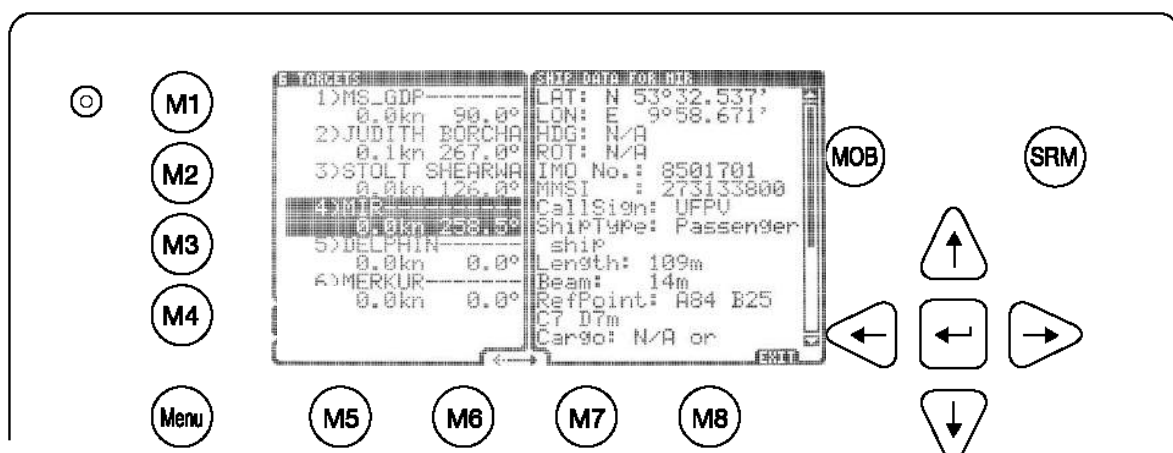 M1
M2
M3
M4
Menu
6 TARGETS
1)MS_GDP-------
0.0kn 90.0°
2)JUDITH BORCHA
0.1kn 267.0°
3)STOLT SHEARWA
0.0kn 126.0°
4)MIR
0.0kn 258.5°
5)DELPHIN------
0.0kn 0.0°
6)MERKUR-------
0.0kn 0.0°
SHIP DATA FOR MIR
LAT: N 53°32.537'
LON: E 9°58.671'
HDG: N/A
ROT: N/A
IMO No.: 8501701
MMSI : 273133800
CallSign: UFPV
ShipType: Passenger
ship
Length: 109m
Beam: 14m
RefPoint: A84 B25
C7 D7m
Cargo: N/A or
EXIT
M5
M6
M7
M8
MOB
SRM